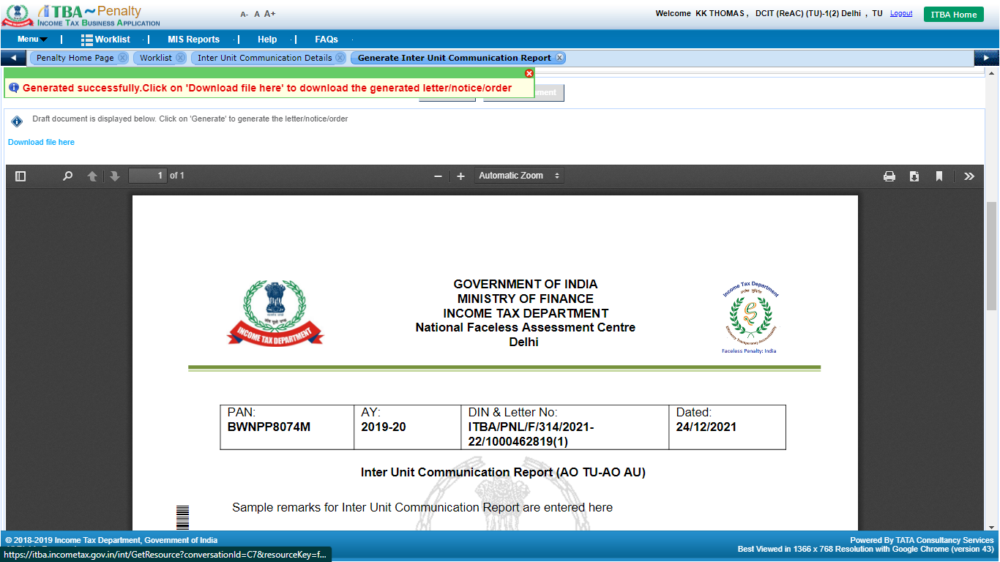 ITBA ~ Penalty
INCOME TAX BUSINESS APPLICATION
A- A A+
Welcome KK THOMAS , DCIT (ReAC) (TU)-1(2) Delhi , TU Logout ITBA Home
Menu | Worklist | MIS Reports | Help | FAQs
Penalty Home Page Worklist Inter Unit Communication Details Generate Inter Unit Communication Report
Generated successfully.Click on 'Download file here' to download the generated letter/notice/order
Draft document is displayed below. Click on 'Generate' to generate the letter/notice/order
Download file here
1 of 1 Automatic Zoom
INCOME TAX DEPARTMENT
GOVERNMENT OF INDIA
MINISTRY OF FINANCE
INCOME TAX DEPARTMENT
National Faceless Assessment Centre
Delhi
Income Tax Department
Faceless Penalty: India
PAN: AY: DIN & Letter No: Dated:
BWNPP8074M 2019-20 ITBA/PNL/F/314/2021- 24/12/2021
22/1000462819(1)
Inter Unit Communication Report (AO TU-AO AU)
Sample remarks for Inter Unit Communication Report are entered here
© 2018-2019 Income Tax Department, Government of India
Powered By TATA Consultancy Services
Best Viewed in 1366 x 768 Resolution with Google Chrome (version 43)
https://itba.incometax.gov.in/int/GetResource?conversationId=C7&resourceKey=f...